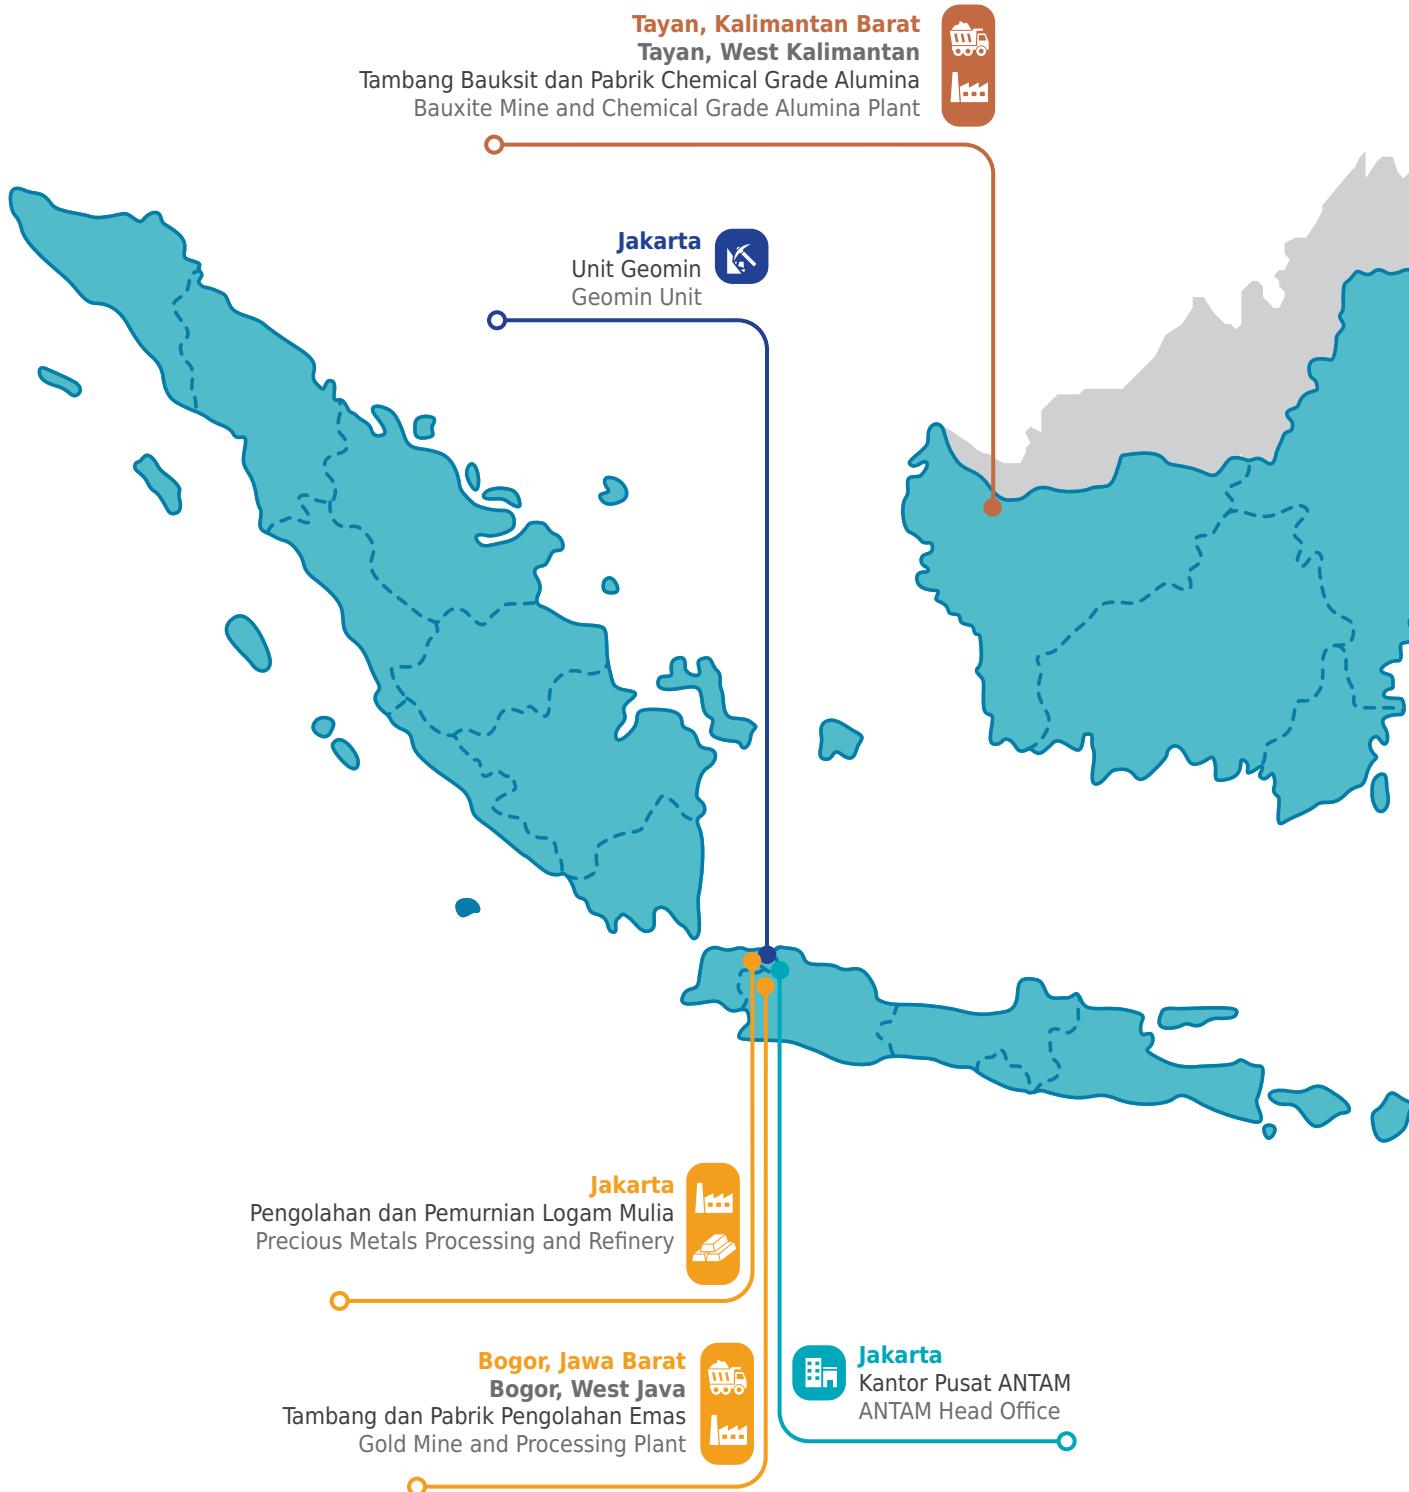 Tayan, Kalimantan Barat
Tayan, West Kalimantan
Tambang Bauksit dan Pabrik Chemical Grade Alumina
Bauxite Mine and Chemical Grade Alumina Plant
Jakarta
Unit Geomin
Geomin Unit
Jakarta
Pengolahan dan Pemurnian Logam Mulia
Precious Metals Processing and Refinery
Bogor, Jawa Barat
Bogor, West Java
Tambang dan Pabrik Pengolahan Emas
Gold Mine and Processing Plant
Jakarta
Kantor Pusat ANTAM
ANTAM Head Office